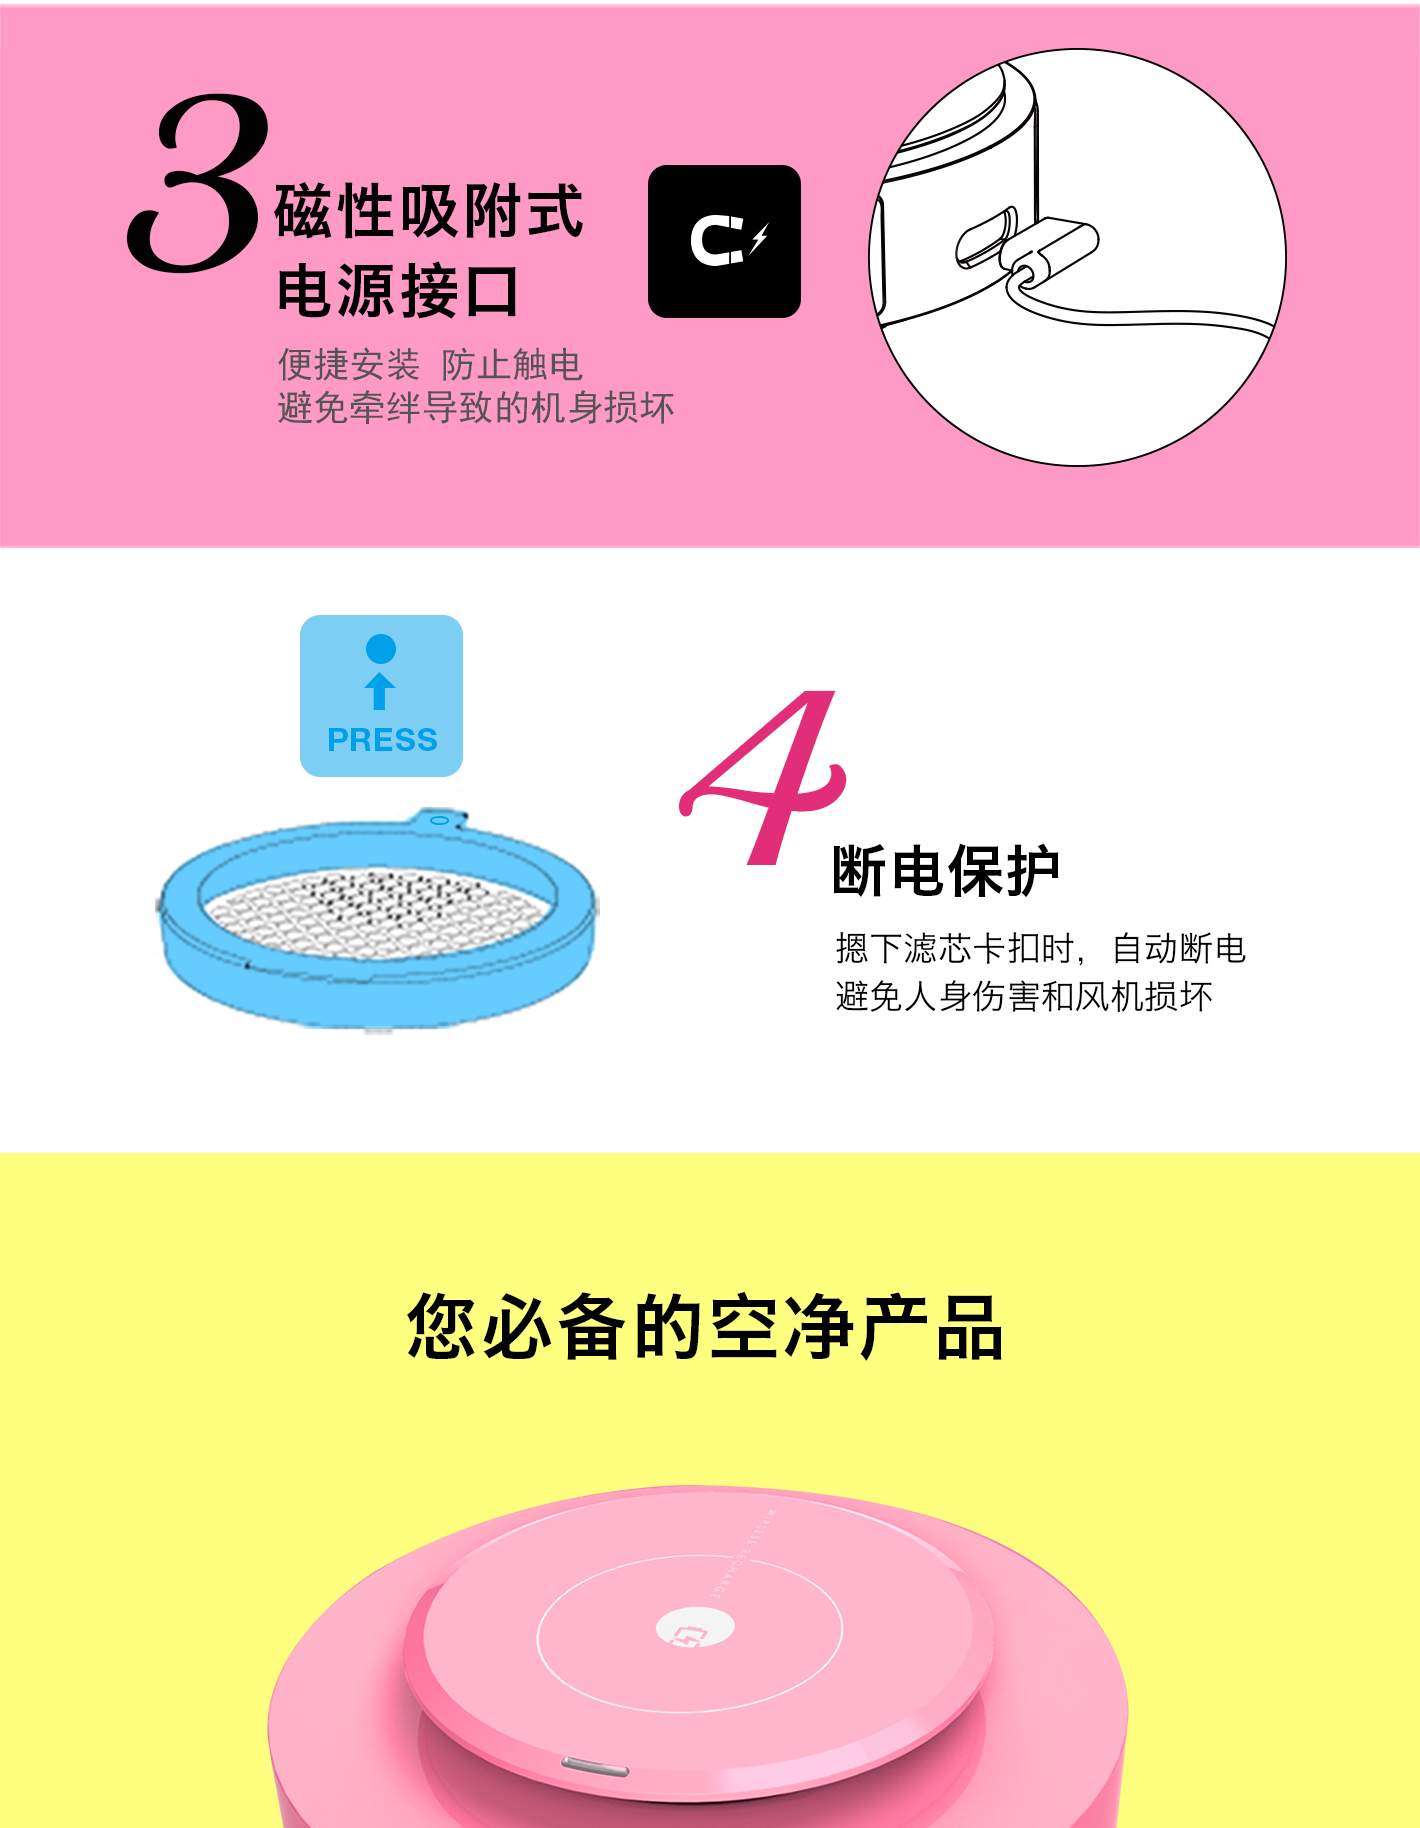 3
磁性吸附式
电源接口
便捷安装 防止触电
避免牵绊导致的机身损坏
PRESS
4
断电保护
摁下滤芯卡扣时，自动断电
避免人身伤害和风机损坏
您必备的空净产品
WIRLESS RECHARGE